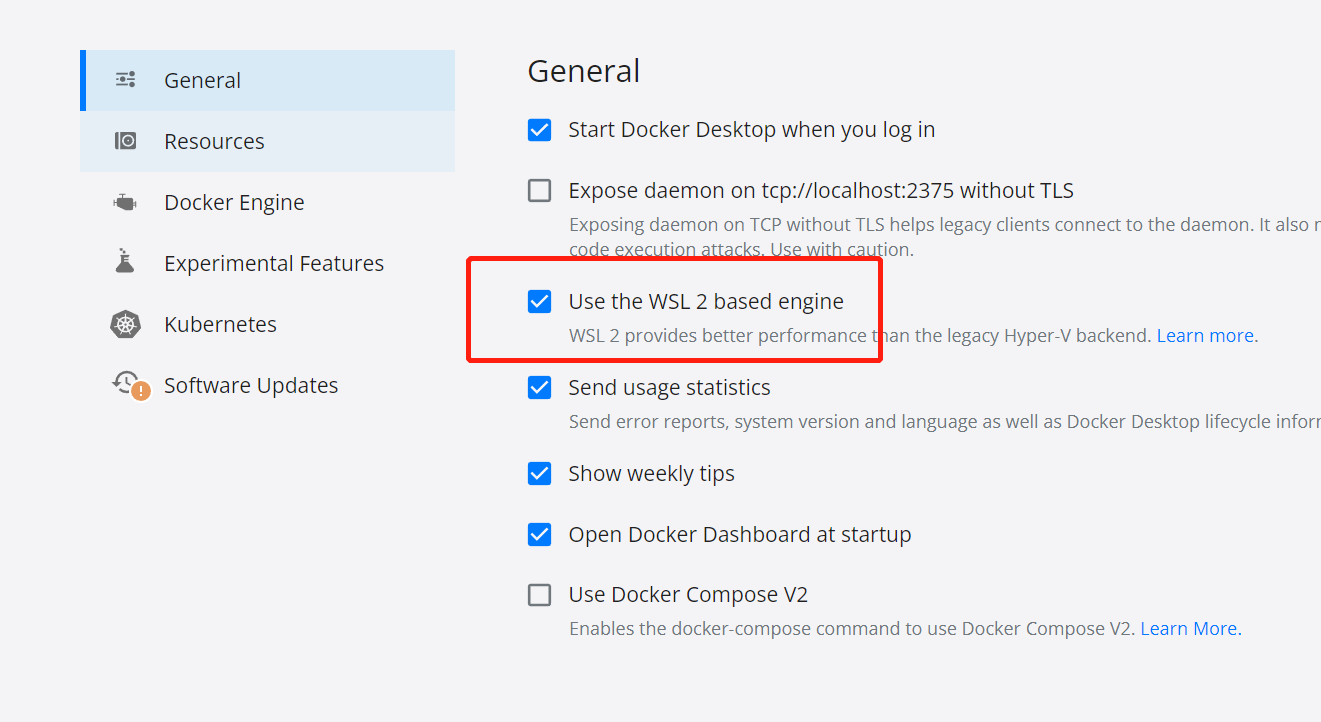 General
Resources
Docker Engine
Experimental Features
Kubernetes
Software Updates
General
Start Docker Desktop when you log in
Expose daemon on tcp://localhost:2375 without TLS
Exposing daemon on TCP without TLS helps legacy clients connect to the daemon. It also
code execution attacks. Use with caution.
Use the WSL 2 based engine
WSL 2 provides better performance than the legacy Hyper-V backend. Learn more.
Send usage statistics
Send error reports, system version and language as well as Docker Desktop lifecycle
Show weekly tips
Open Docker Dashboard at startup
Use Docker Compose V2
Enables the docker-compose command to use Docker Compose V2. Learn More.